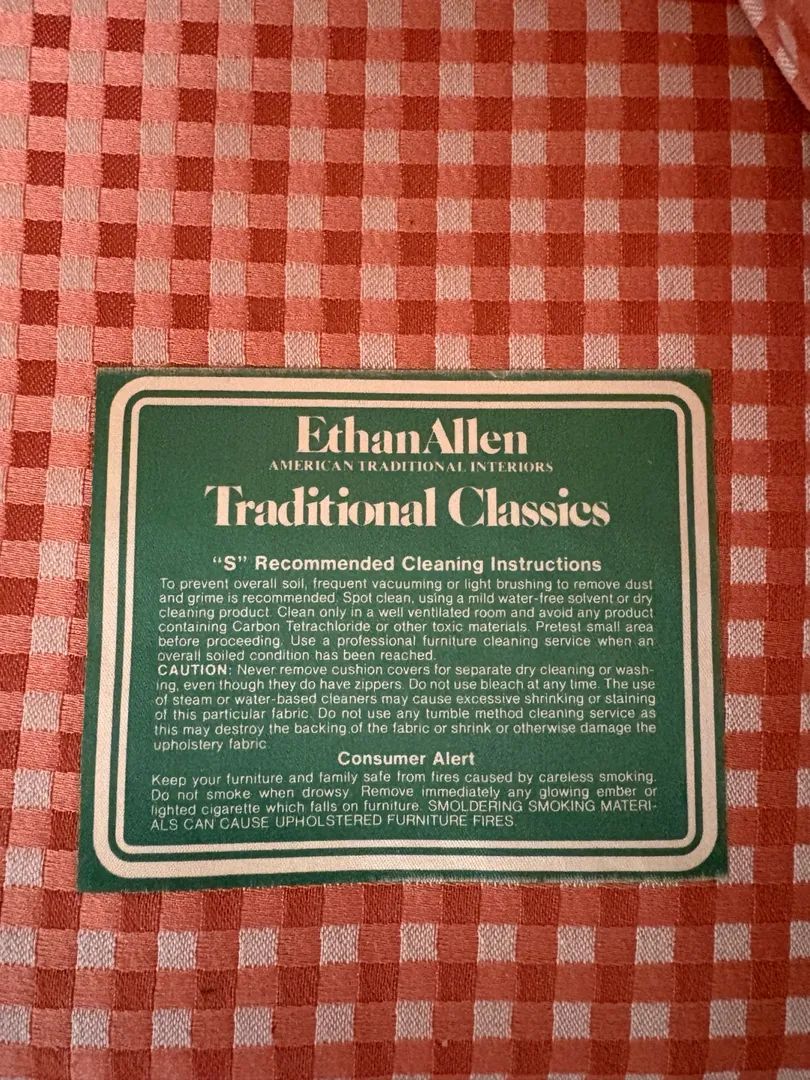 EthanAllen
AMERICAN TRADITIONAL INTERIORS
Traditional Classics
“S” Recommended Cleaning Instructions
To prevent overall soil, frequent vacuuming or light brushing to remove dust
and grime is recommended. Spot clean, using a mild water-free solvent or dry
cleaning product. Clean only in a well ventilated room and avoid any product
containing Carbon Tetrachloride or other toxic materials. Pretest small area
before proceeding. Use a professional furniture cleaning service when an
overall soiled condition has been reached.
CAUTION: Never remove cushion covers for separate dry cleaning or wash-
ing, even though they do have zippers. Do not use bleach at any time. The use
of steam or water-based cleaners may cause excessive shrinking or staining
of this particular fabric. Do not use any tumble method cleaning service as
this may destroy the backing of the fabric or shrink or otherwise damage the
upholstery fabric.
Consumer Alert
Keep your furniture and family safe from fires caused by careless smoking.
Do not smoke when drowsy. Remove immediately any glowing ember or
lighted cigarette which falls on furniture. SMOLDERING SMOKING MATERI-
ALS CAN CAUSE UPHOLSTERED FURNITURE FIRES.